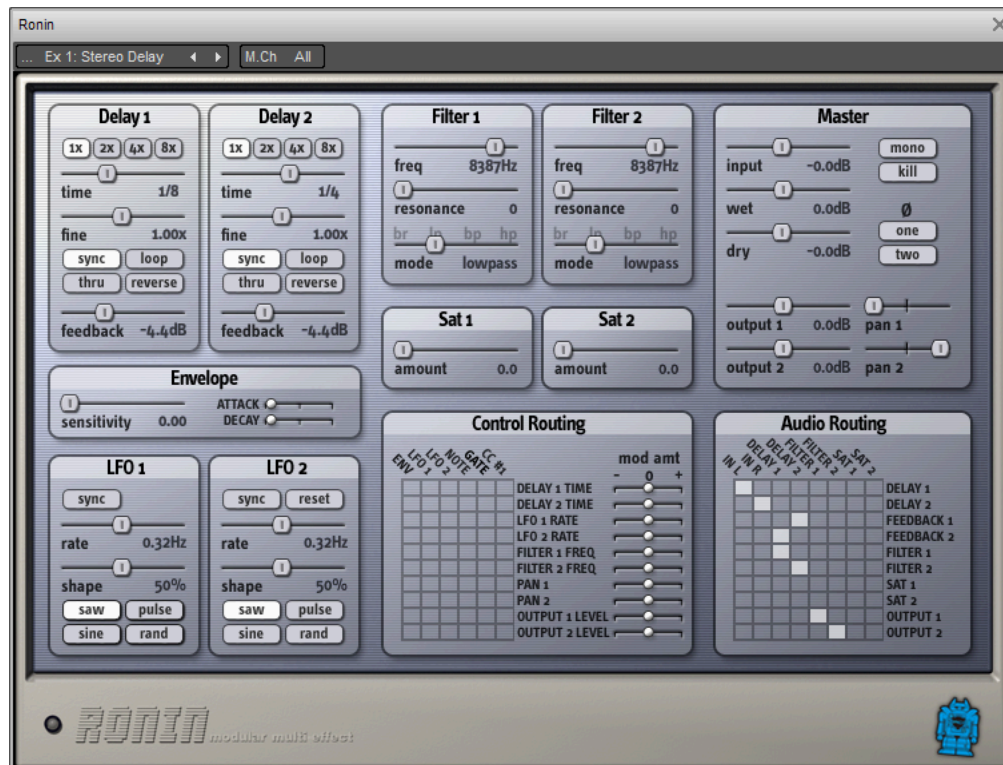 Ronin
... Ex 1: Stereo Delay M.Ch All
Delay 1
1x 2x 4x 8x
time 1/8
fine 1.00x
sync loop
thru reverse
feedback -4.4dB
Delay 2
1x 2x 4x 8x
time 1/4
fine 1.00x
sync loop
thru reverse
feedback -4.4dB
Filter 1
freq 8387Hz
resonance 0
br lp bp hp
mode lowpass
Filter 2
freq 8387Hz
resonance 0
br lp bp hp
mode lowpass
Master
input -0.0dB
mono
kill
wet 0.0dB
Ø
dry -0.0dB
one
two
output 1 0.0dB pan 1
output 2 0.0dB pan 2
Sat 1
amount 0.0
Sat 2
amount 0.0
Envelope
sensitivity 0.00
ATTACK
DECAY
LFO 1
sync
rate 0.32Hz
shape 50%
saw pulse
sine rand
LFO 2
sync reset
rate 0.32Hz
shape 50%
saw pulse
sine rand
Control Routing
ENV LFO 1 LFO 2 NOTE GATE CC #1
mod amt
- 0 +
DELAY 1 TIME
DELAY 2 TIME
LFO 1 RATE
LFO 2 RATE
FILTER 1 FREQ
FILTER 2 FREQ
PAN 1
PAN 2
OUTPUT 1 LEVEL
OUTPUT 2 LEVEL
Audio Routing
IN L IN R DELAY 1 DELAY 2 FILTER 1 FILTER 2 SAT 1 SAT 2
DELAY 1
DELAY 2
FEEDBACK 1
FEEDBACK 2
FILTER 1
FILTER 2
SAT 1
SAT 2
OUTPUT 1
OUTPUT 2
RONIN modular multi effect